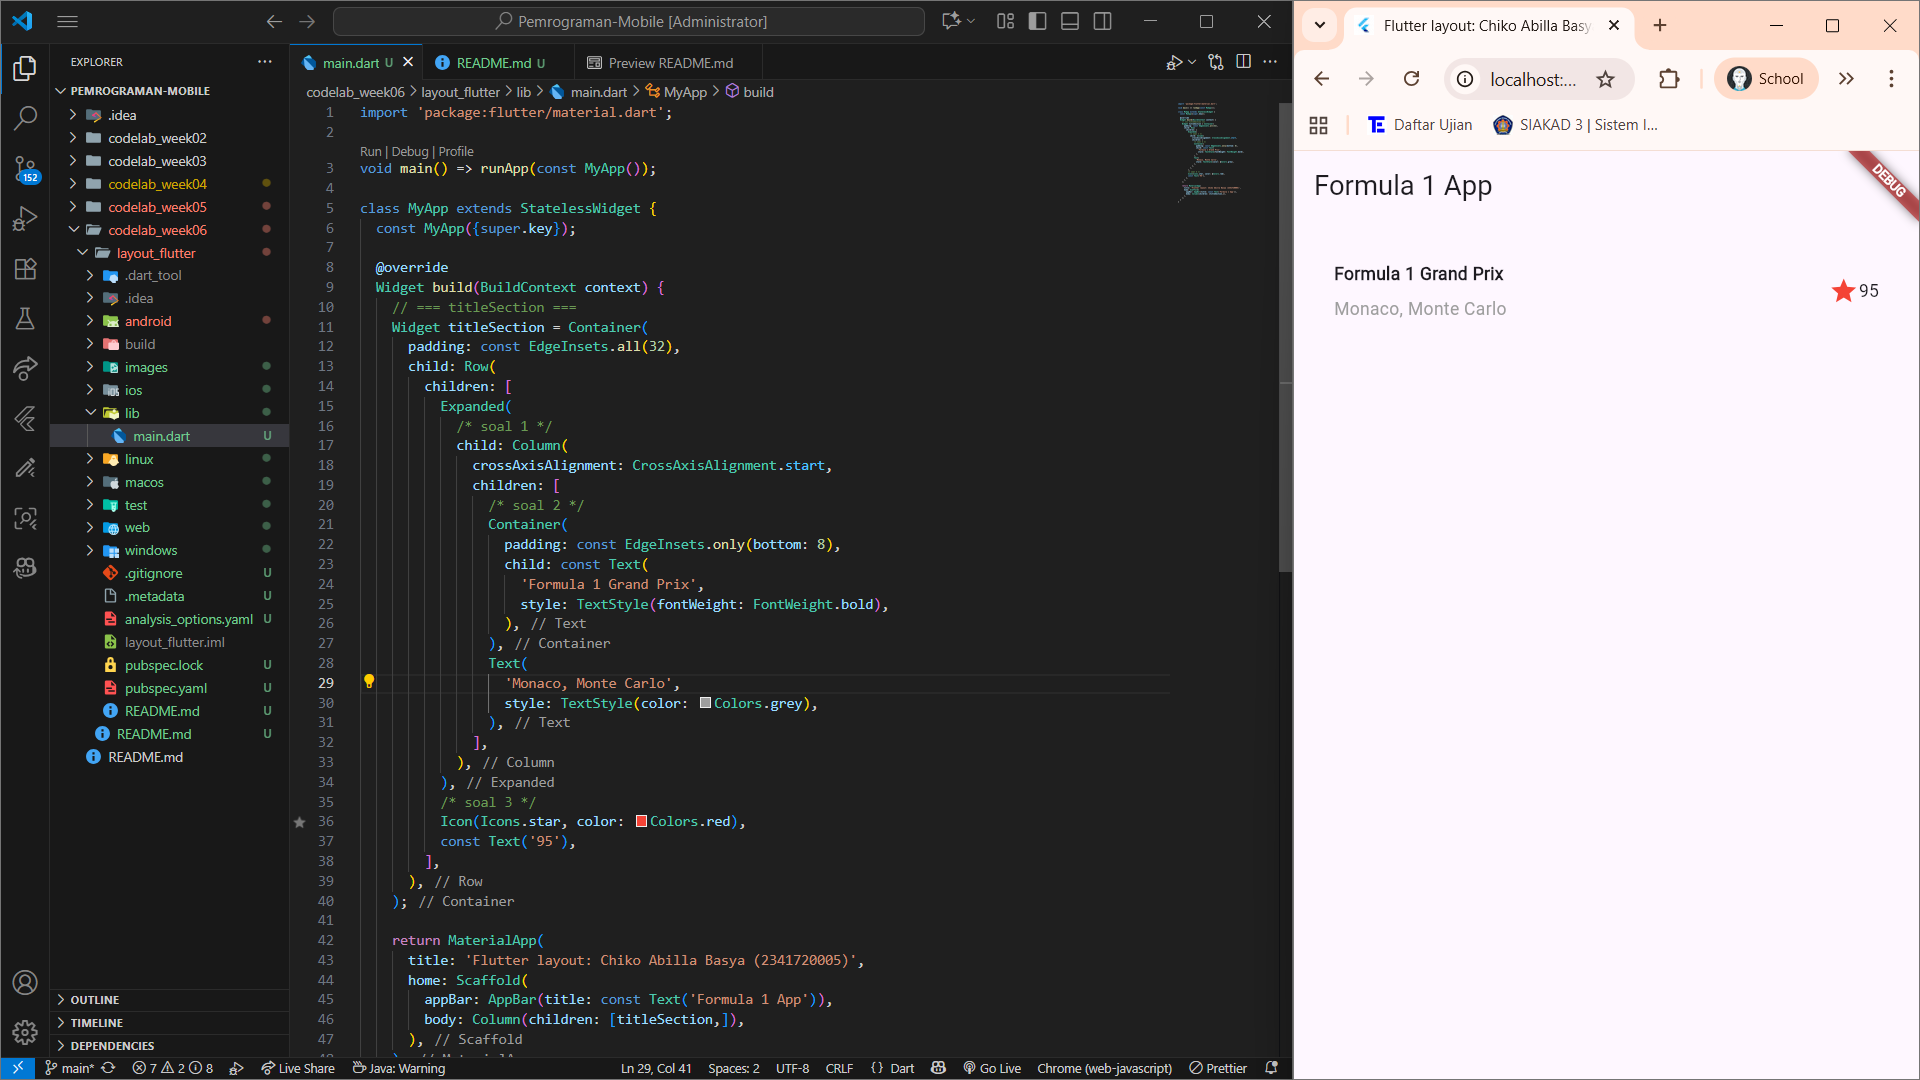 Pemrograman-Mobile [Administrator]
EXPLORER
PEMROGRAMAN-MOBILE
.idea
codelab_week02
codelab_week03
codelab_week04
codelab_week05
codelab_week06
layout_flutter
.dart_tool
.idea
android
build
images
ios
lib
main.dart U
linux
macos
test
web
windows
.gitignore U
.metadata U
analysis_options.yaml U
layout_flutter.iml
pubspec.lock U
pubspec.yaml U
README.md U
README.md U
README.md
OUTLINE
TIMELINE
DEPENDENCIES
152
main.dart U README.md U Preview README.md
codelab_week06 > layout_flutter > lib > main.dart > MyApp > build
1 import 'package:flutter/material.dart';
2
Run | Debug | Profile
3 void main() => runApp(const MyApp());
4
5 class MyApp extends StatelessWidget {
6 const MyApp({super.key});
7
8 @override
9 Widget build(BuildContext context) {
10 // === titleSection ===
11 Widget titleSection = Container(
12 padding: const EdgeInsets.all(32),
13 child: Row(
14 children: [
15 Expanded(
16 /* soal 1 */
17 child: Column(
18 crossAxisAlignment: CrossAxisAlignment.start,
19 children: [
20 /* soal 2 */
21 Container(
22 padding: const EdgeInsets.only(bottom: 8),
23 child: const Text(
24 'Formula 1 Grand Prix',
25 style: TextStyle(fontWeight: FontWeight.bold),
26 ), // Text
27 ), // Container
28 Text(
29 'Monaco, Monte Carlo',
30 style: TextStyle(color: Colors.grey),
31 ), // Text
32 ],
33 ), // Column
34 ), // Expanded
35 /* soal 3 */
36 Icon(Icons.star, color: Colors.red),
37 const Text('95'),
38 ],
39 ), // Row
40 ); // Container
41
42 return MaterialApp(
43 title: 'Flutter layout: Chiko Abilla Basya (2341720005)',
44 home: Scaffold(
45 appBar: AppBar(title: const Text('Formula 1 App')),
46 body: Column(children: [titleSection,]),
47 ), // Scaffold
main* 7 2 8 Live Share Java: Warning Ln 29, Col 41 Spaces: 2 UTF-8 CRLF {} Dart Go Live Chrome (web-javascript) Prettier
Flutter layout: Chiko Abilla Basy
localhost:... School
Daftar Ujian SIAKAD 3 | Sistem I...
DEBUG
Formula 1 App
Formula 1 Grand Prix
Monaco, Monte Carlo
95